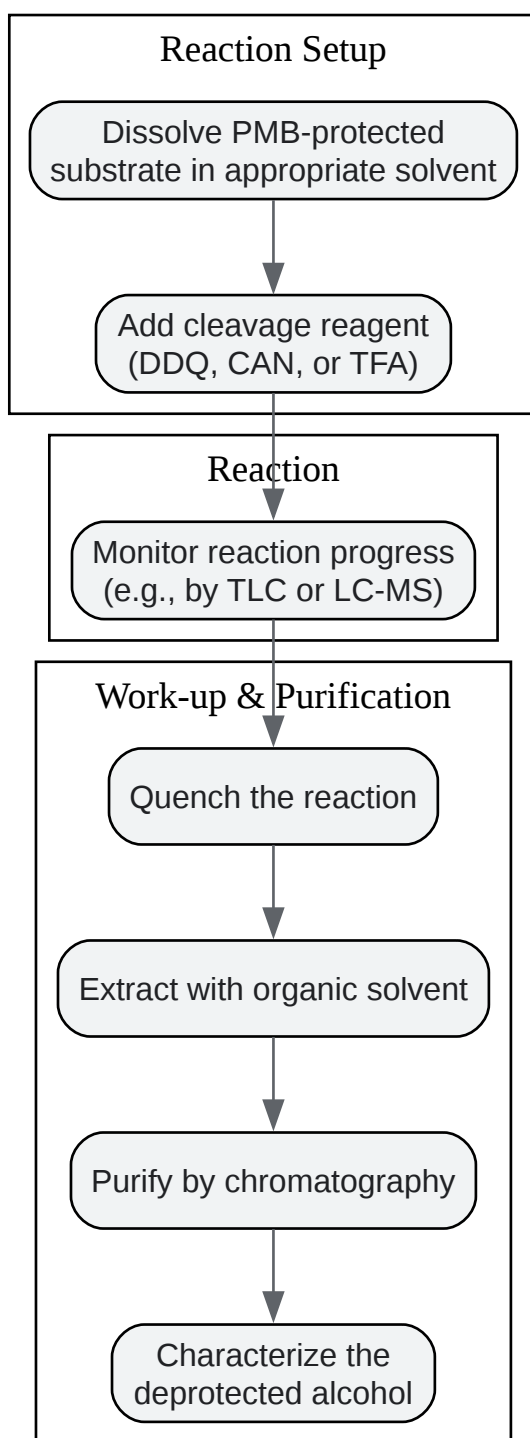 Reaction Setup
Dissolve PMB-protected
substrate in appropriate solvent
Add cleavage reagent
(DDQ, CAN, or TFA)
Reaction
Monitor reaction progress
(e.g., by TLC or LC-MS)
Work-up & Purification
Quench the reaction
Extract with organic solvent
Purify by chromatography
Characterize the
deprotected alcohol